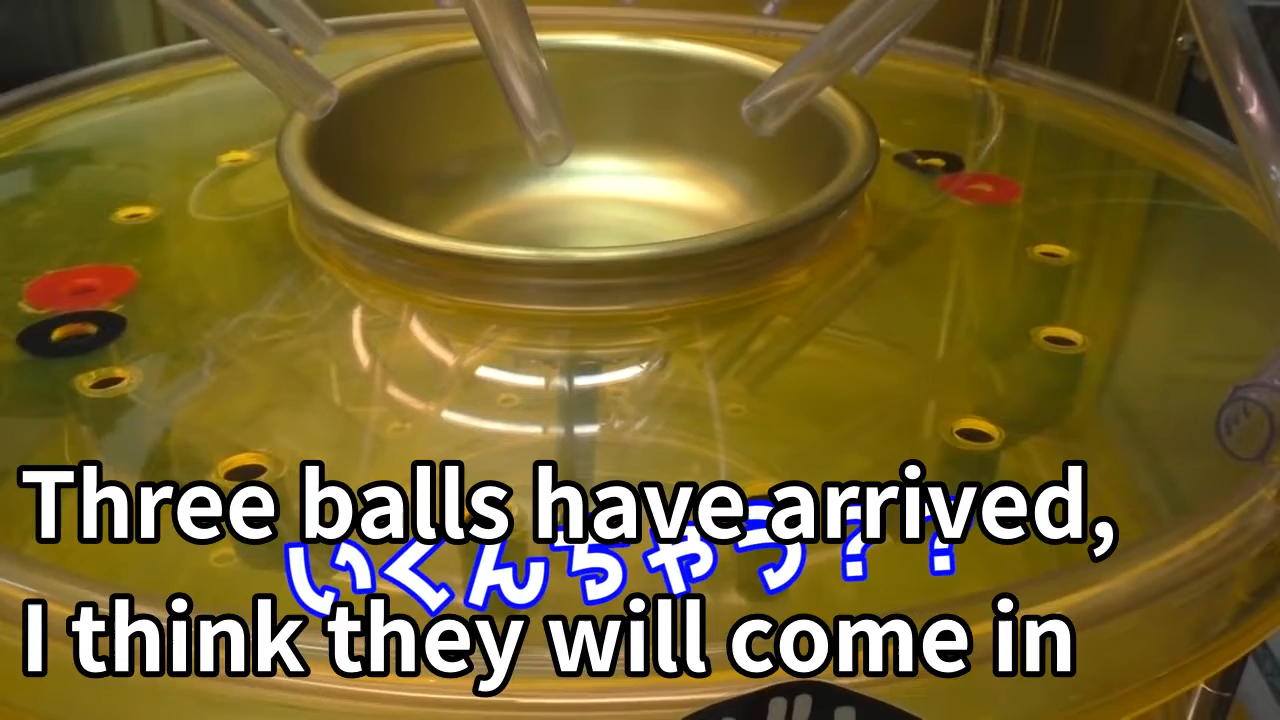 Three balls have arrived,
いくんちゃう??
I think they will come in